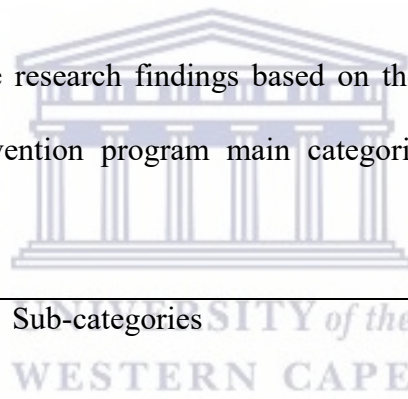 research findings based on th
vention program main categori
Sub-categories
UNIVERSITY of the
WESTERN CAPE